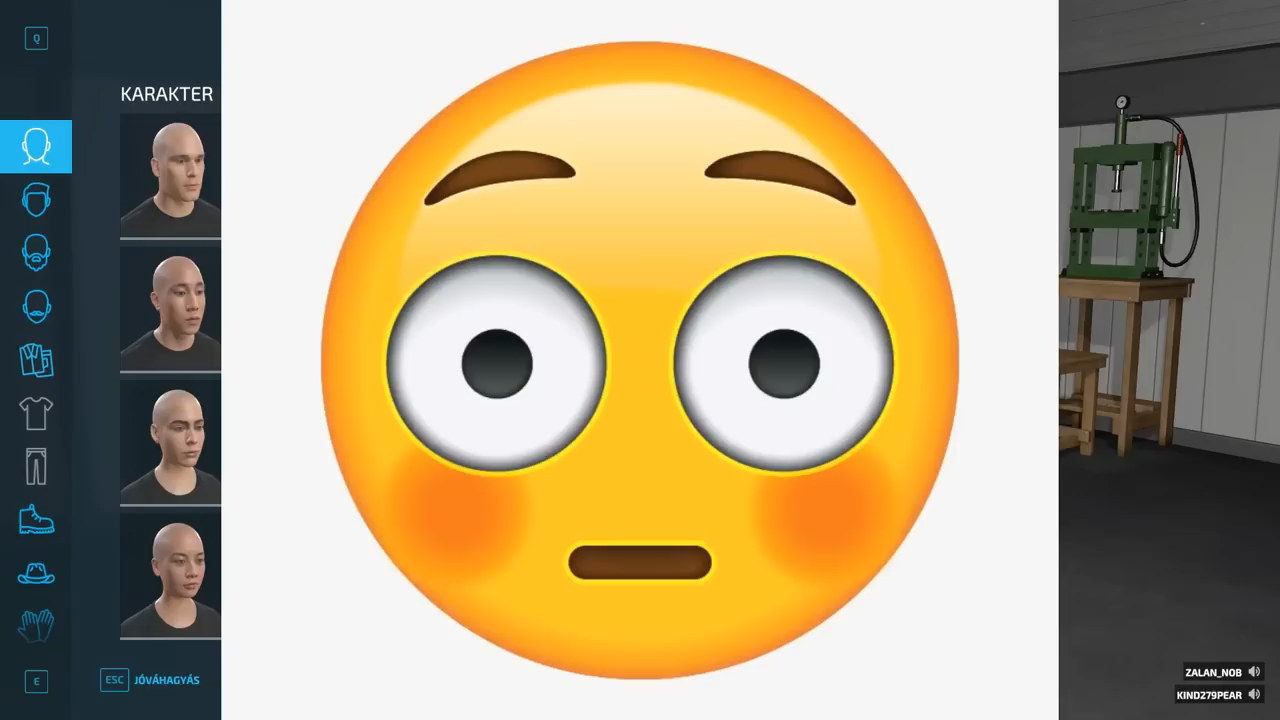 Q
KARAKTER
E
ESC JÓVÁHAGYÁS
ZALAN_NOB
KIND279PEAR